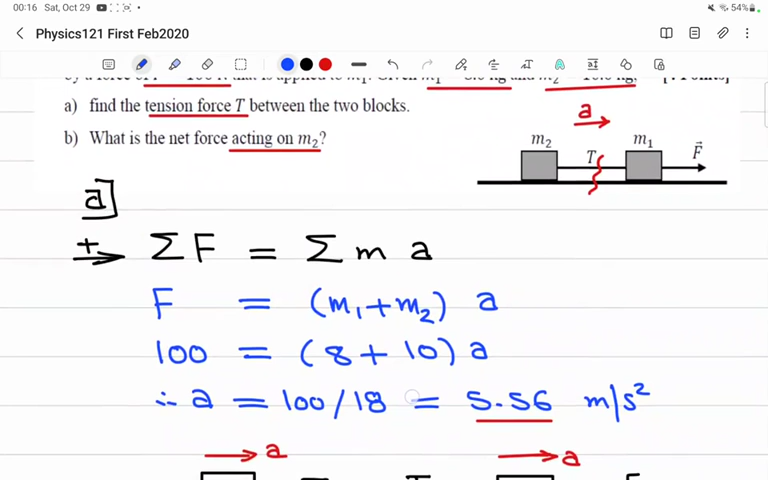 00:16 Sat, Oct 29 54%
Physics121 First Feb2020
a) find the tension force T between the two blocks.
b) What is the net force acting on m2?
a
m2 T m1 F
a]
+ ΣF = Σ m a
F = (m1+m2) a
100 = (8+10) a
∴ a = 100/18 = 5.56 m/s²
a a